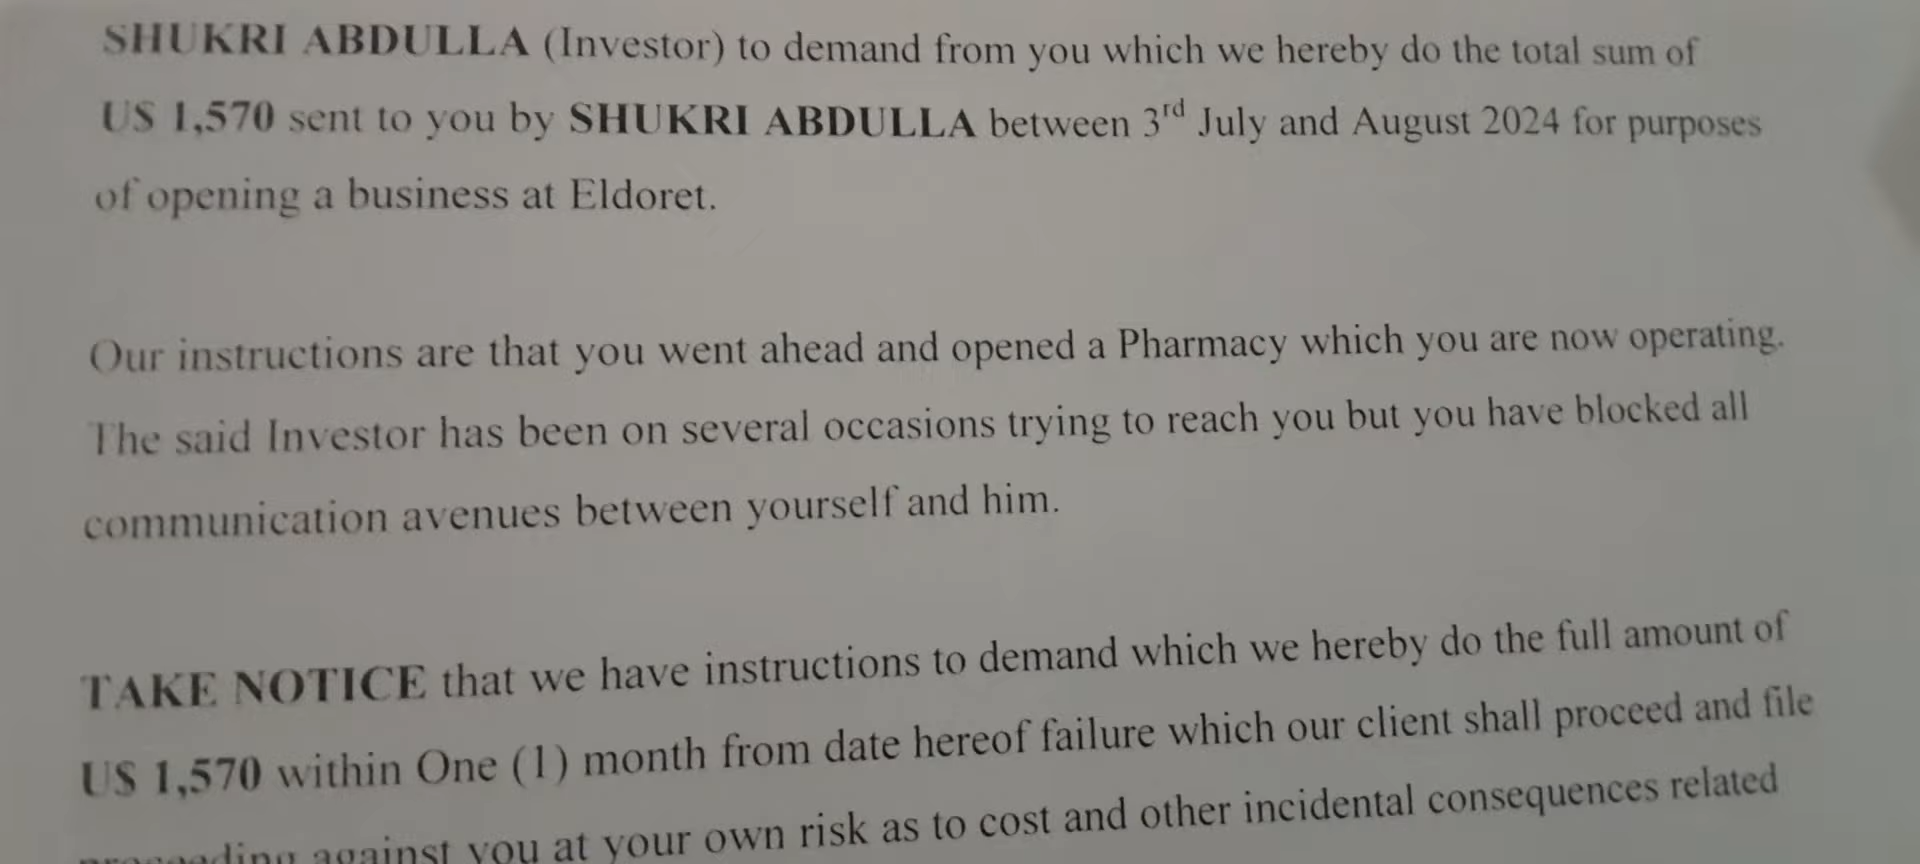 SHUKRI ABDULLA (Investor) to demand from you which we hereby do the total sum of
US 1,570 sent to you by SHUKRI ABDULLA between 3rd July and August 2024 for purposes
of opening a business at Eldoret.
Our instructions are that you went ahead and opened a Pharmacy which you are now operating.
The said Investor has been on several occasions trying to reach you but you have blocked all
communication avenues between yourself and him.
TAKE NOTICE that we have instructions to demand which we hereby do the full amount of
US 1,570 within One (1) month from date hereof failure which our client shall proceed and file
against you at your own risk as to cost and other incidental consequences related